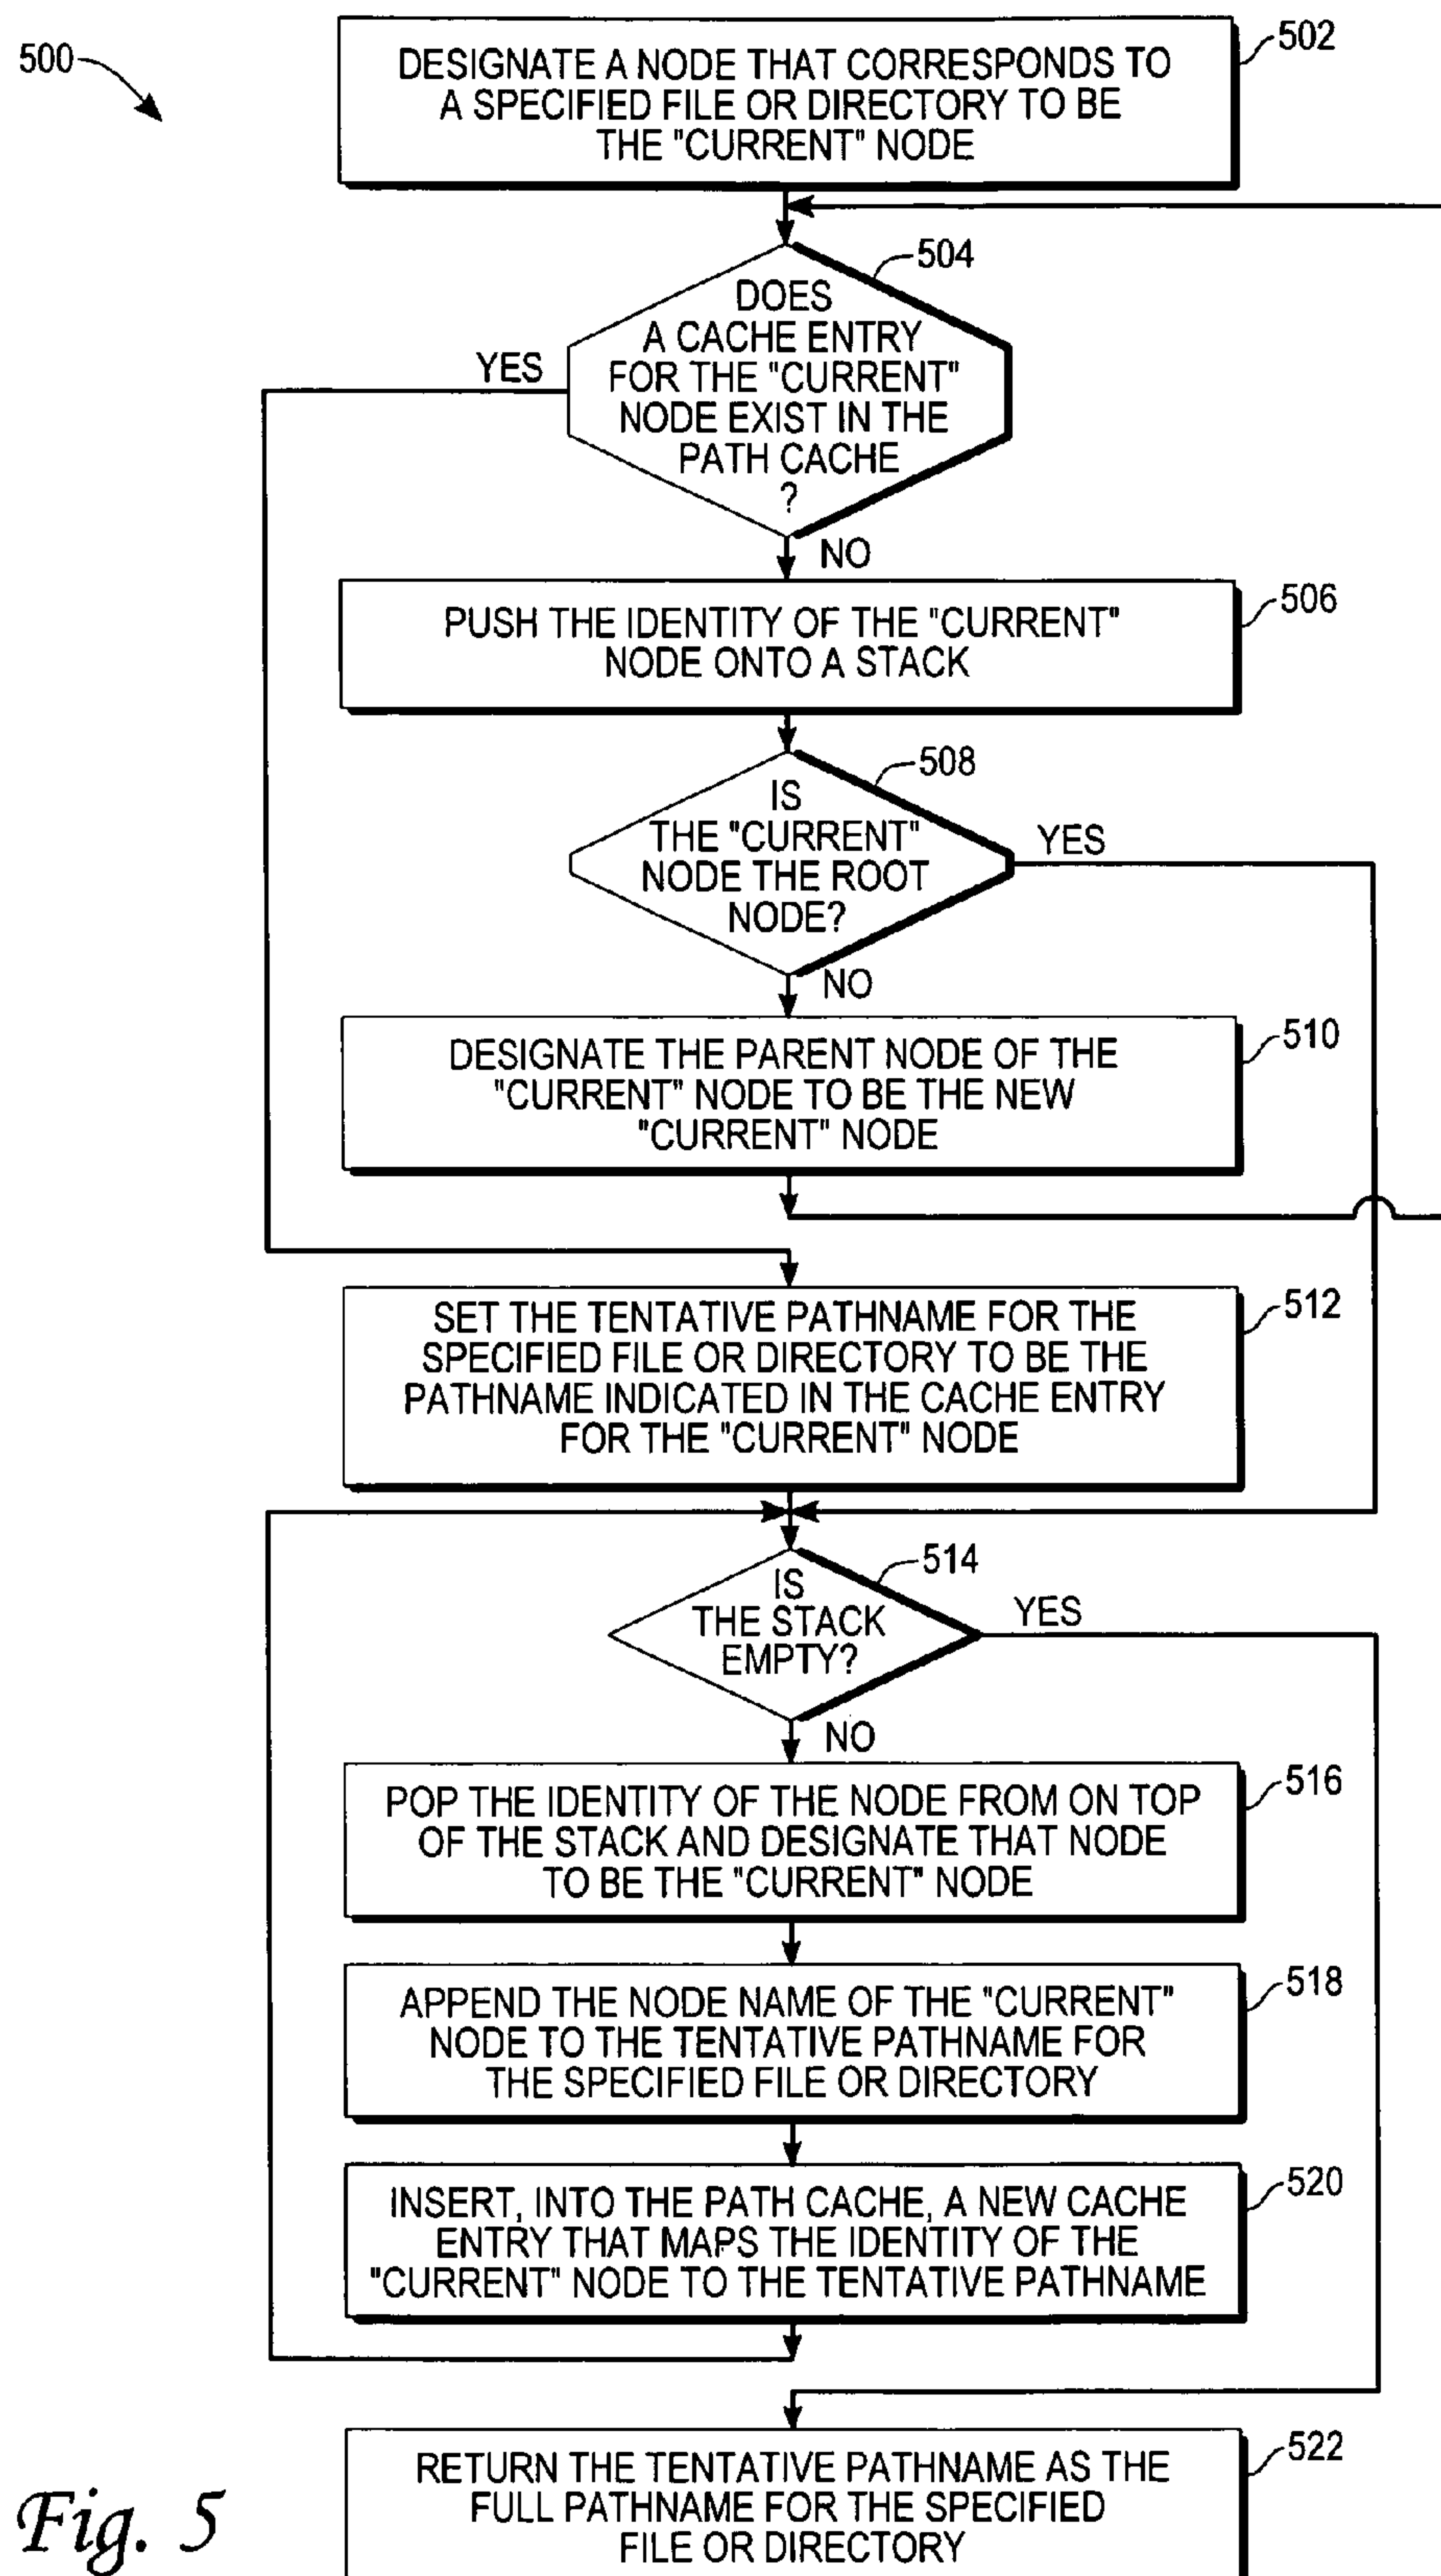 500
502
DESIGNATE A NODE THAT CORRESPONDS TO
A SPECIFIED FILE OR DIRECTORY TO BE
THE "CURRENT" NODE
504
DOES
A CACHE ENTRY
FOR THE "CURRENT"
NODE EXIST IN THE
PATH CACHE
?
YES
NO
506
PUSH THE IDENTITY OF THE "CURRENT"
NODE ONTO A STACK
508
IS
THE "CURRENT"
NODE THE ROOT
NODE?
YES
NO
510
DESIGNATE THE PARENT NODE OF THE
"CURRENT" NODE TO BE THE NEW
"CURRENT" NODE
512
SET THE TENTATIVE PATHNAME FOR THE
SPECIFIED FILE OR DIRECTORY TO BE THE
PATHNAME INDICATED IN THE CACHE ENTRY
FOR THE "CURRENT" NODE
514
IS
THE STACK
EMPTY?
YES
NO
516
POP THE IDENTITY OF THE NODE FROM ON TOP
OF THE STACK AND DESIGNATE THAT NODE
TO BE THE "CURRENT" NODE
518
APPEND THE NODE NAME OF THE "CURRENT"
NODE TO THE TENTATIVE PATHNAME FOR
THE SPECIFIED FILE OR DIRECTORY
520
INSERT, INTO THE PATH CACHE, A NEW CACHE
ENTRY THAT MAPS THE IDENTITY OF THE
"CURRENT" NODE TO THE TENTATIVE PATHNAME
522
RETURN THE TENTATIVE PATHNAME AS THE
FULL PATHNAME FOR THE SPECIFIED
FILE OR DIRECTORY
Fig. 5